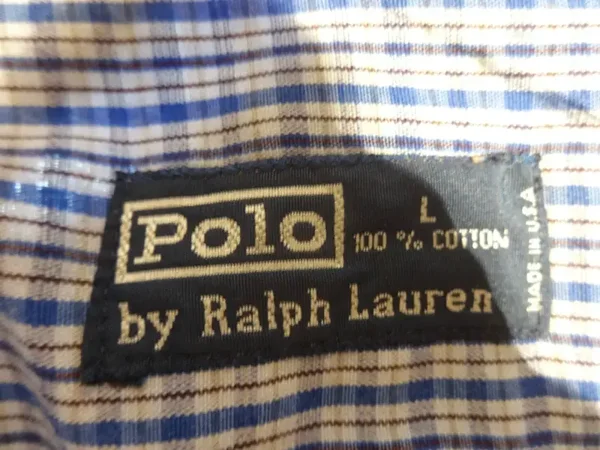 Polo
L
100 % COTTON
by Ralph Lauren
MADE IN U.S.A.